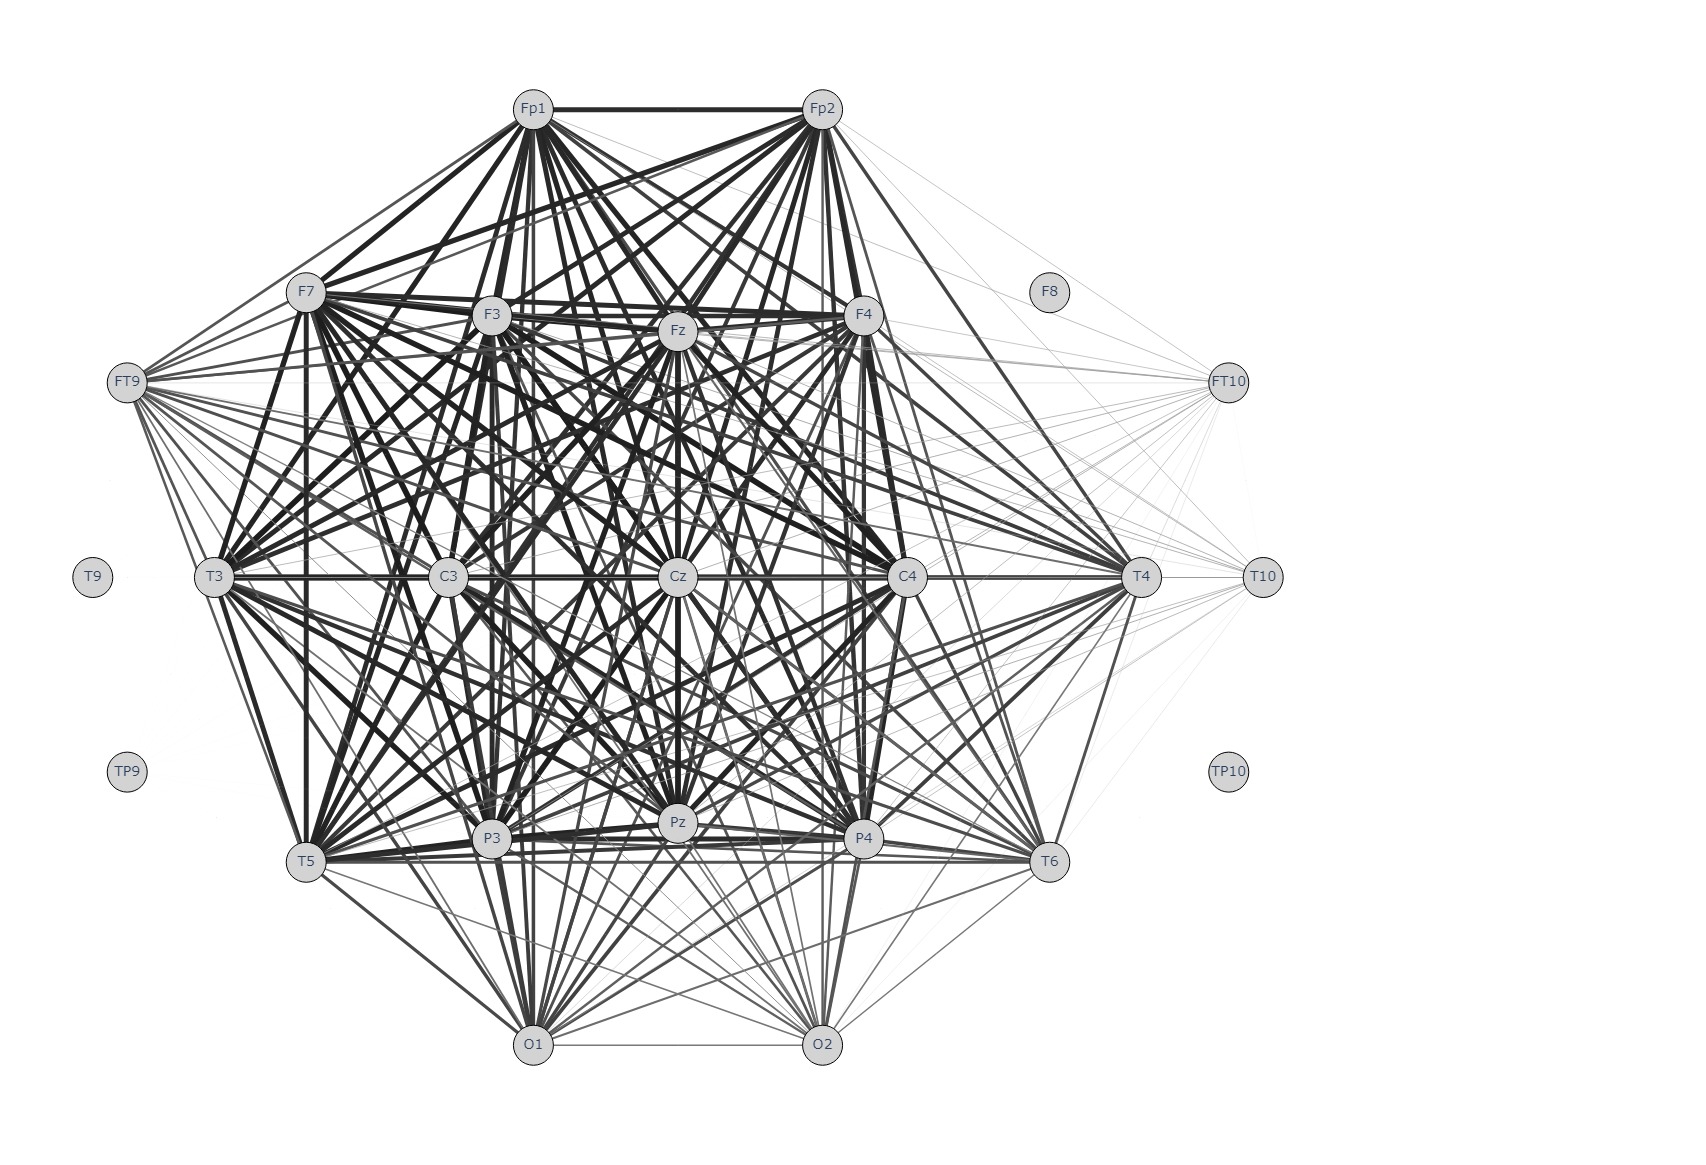 Fp1 Fp2
F7 F3 Fz F4 F8
FT9 FT10
T9 T3 C3 Cz C4 T4 T10
TP9 TP10
T5 P3 Pz P4 T6
O1 O2